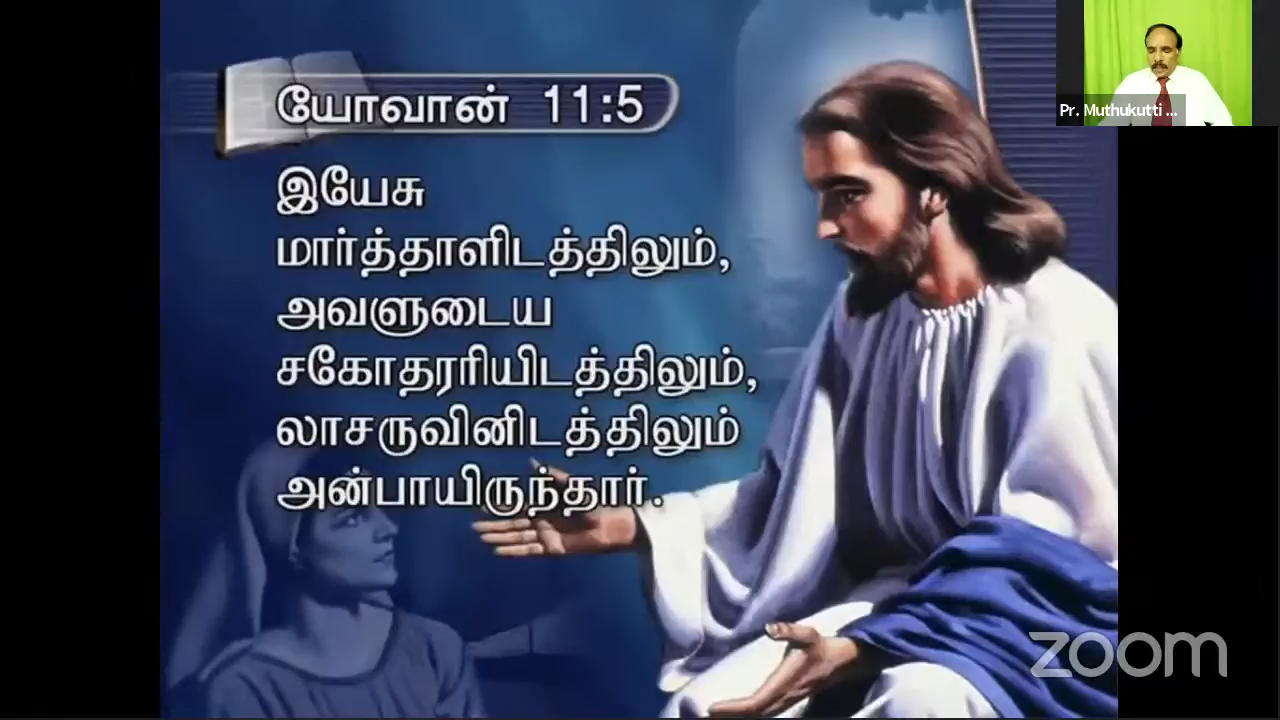 யோவான் 11:5
இயேசு
மார்த்தாளிடத்திலும்,
அவளுடைய
சகோதரரியிடத்திலும்,
லாசருவினிடத்திலும்
அன்பாயிருந்தார்.
Pr. Muthukutti ...
zoom